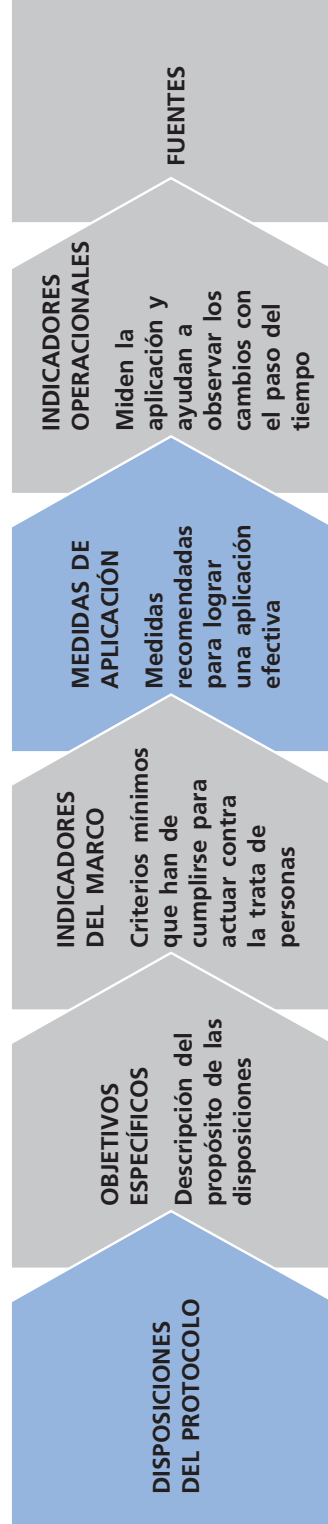 DISPOSICIONES
DEL PROTOCOLO
OBJETIVOS
ESPECÍFICOS
Descripción del
propósito de las
disposiciones
INDICADORES
DEL MARCO
Criterios mínimos
que han de
cumplirse para
actuar contra
la trata de
personas
MEDIDAS DE
APLICACIÓN
Medidas
recomendadas
para lograr
una aplicación
efectiva
INDICADORES
OPERACIONALES
Miden la
aplicación y
ayudan a
observar los
cambios con
el paso del
tiempo
FUENTES